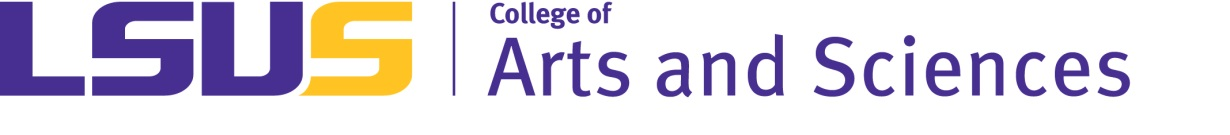 LSUS
College of
Arts and Sciences